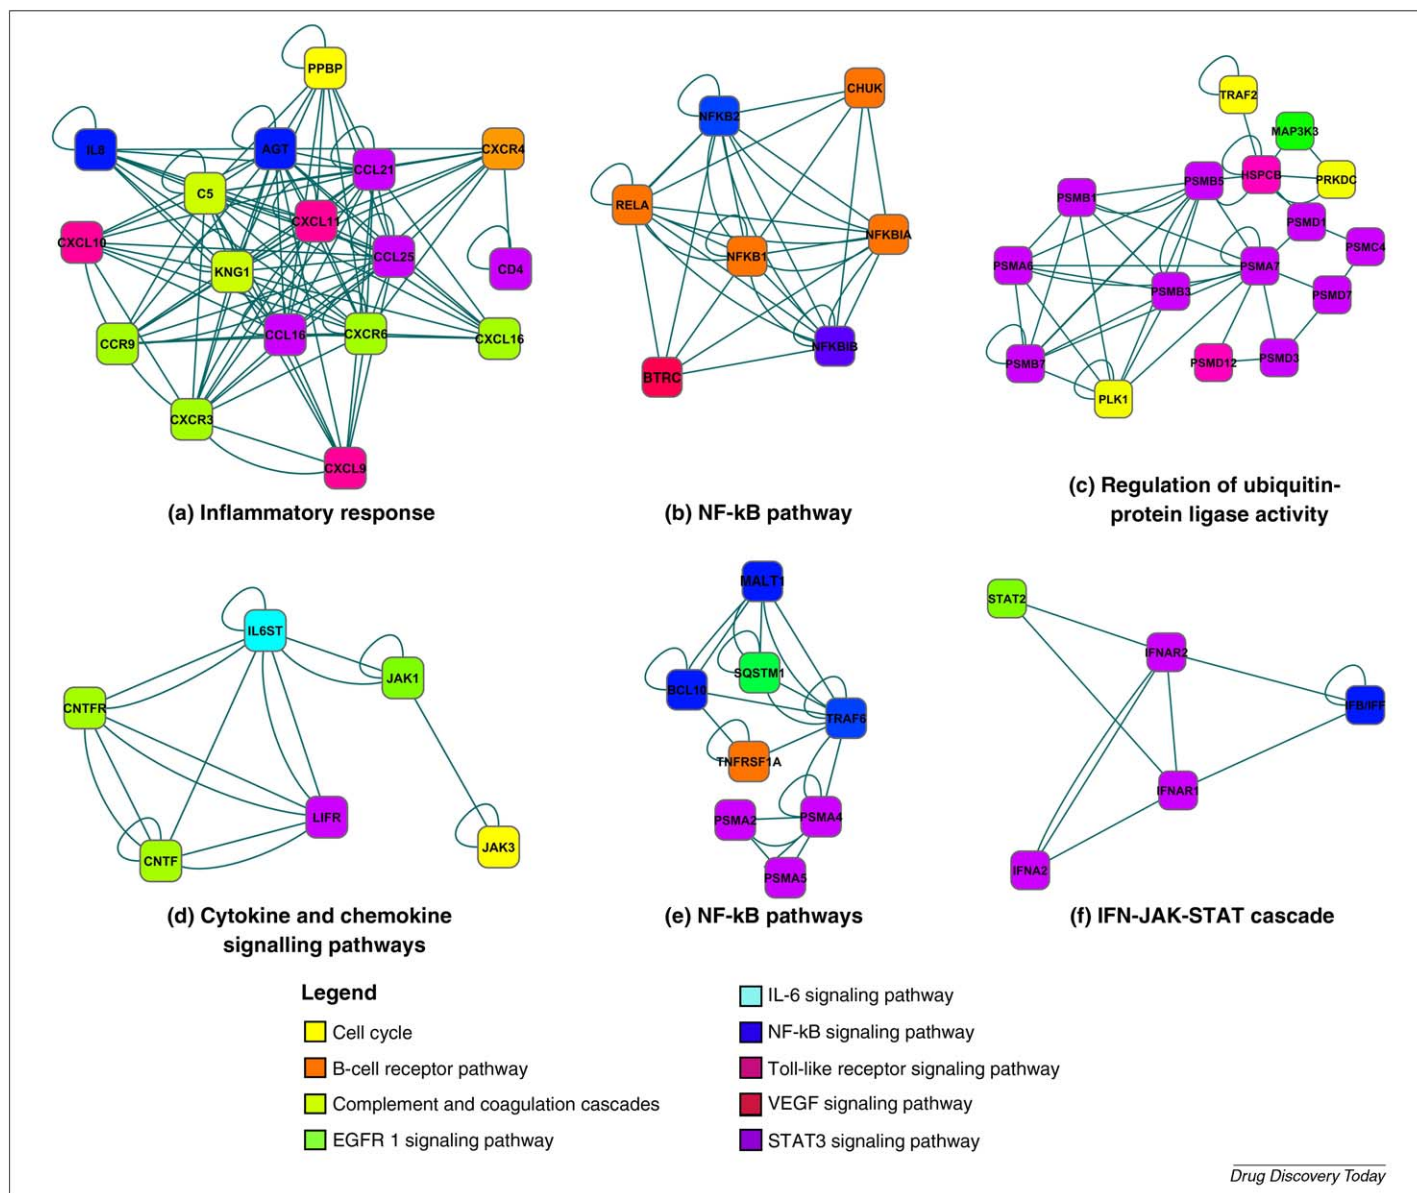 PPBP
IL8
AGT
CCL21
CXCR4
C5
CXCL11
CXCL10
KNG1
CCL25
CD4
CCR9
CCL16
CXCR6
CXCL16
CXCR3
CXCL9
(a) Inflammatory response
CHUK
NFKB2
RELA
NFKB1
NFKBIA
NFKBIB
BTRC
(b) NF-kB pathway
TRAF2
MAP3K3
HSPCB
PRKDC
PSMB5
PSMB1
PSMD1
PSMC4
PSMA6
PSMA7
PSMB3
PSMD7
PSMB7
PSMD12
PSMD3
PLK1
(c) Regulation of ubiquitin-
protein ligase activity
IL6ST
JAK1
CNTFR
LIFR
CNTF
JAK3
(d) Cytokine and chemokine
signalling pathways
MALT1
SQSTM1
BCL10
TRAF6
TNFRSF1A
PSMA2
PSMA4
PSMA5
(e) NF-kB pathways
STAT2
IFNAR2
IFB/IFF
IFNAR1
IFNA2
(f) IFN-JAK-STAT cascade
Legend
Cell cycle
B-cell receptor pathway
Complement and coagulation cascades
EGFR 1 signaling pathway
IL-6 signaling pathway
NF-kB signaling pathway
Toll-like receptor signaling pathway
VEGF signaling pathway
STAT3 signaling pathway
Drug Discovery Today